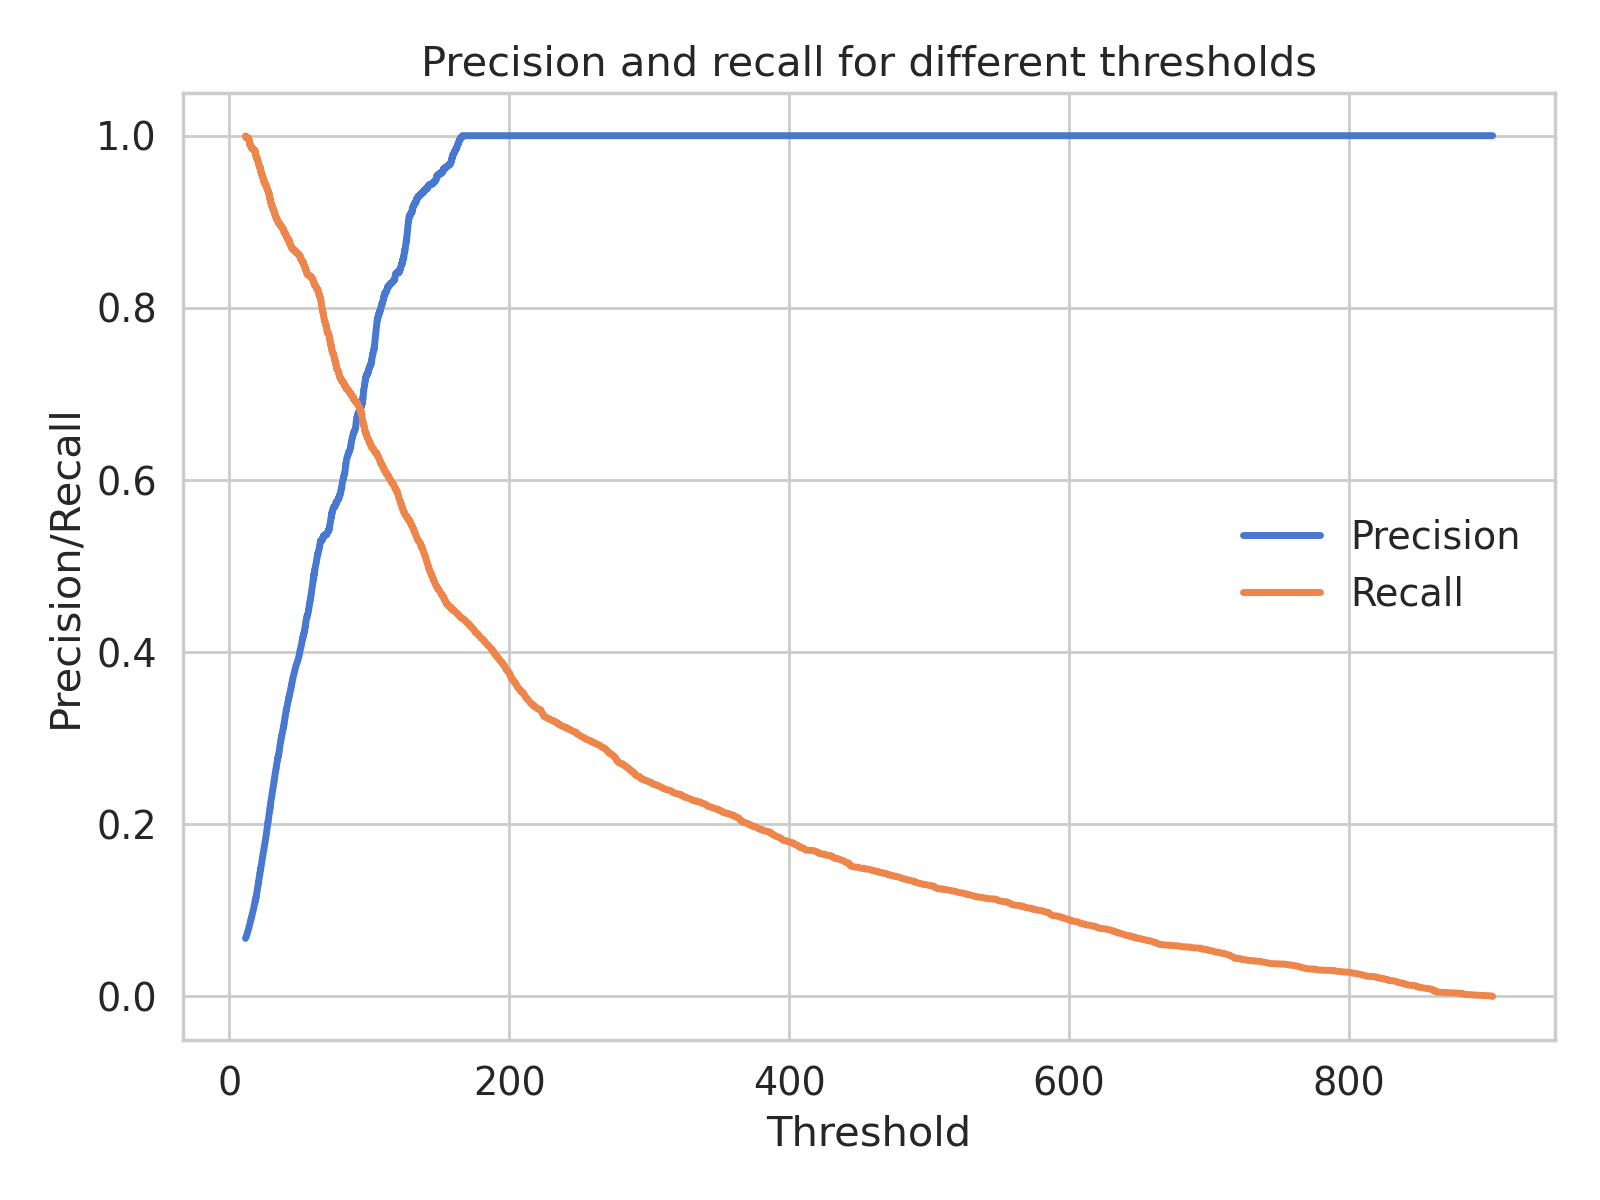 Precision and recall for different thresholds
1.0
0.8
0.6
0.4
0.2
0.0
Precision/Recall
Precision
Recall
0 200 400 600 800
Threshold